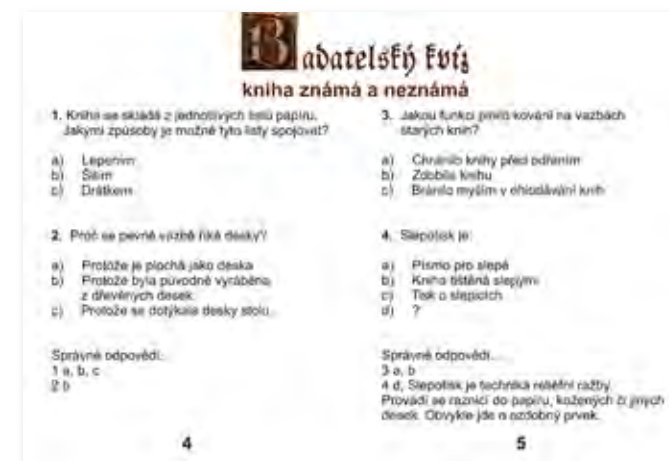 Badatelský kvíz
kniha známá a neznámá
1. Kniha se skládá z jednotlivých listů papíru.
Jakými způsoby je možné tyto listy spojovat?
a) Lepením
b) Šitím
c) Drátkem
2. Proč se pevné vazbě říká desky?
a) Protože je plochá jako deska
b) Protože byla původně vyráběna
z dřevěných desek.
c) Protože se dotýkala desky stolu.
Správné odpovědi:
1 a, b, c
2 b
4
3. Jakou funkci plnilo kování na vazbách
starých knih?
a) Chránilo knihy před odřením
b) Zdobilo knihu
c) Bránilo myším v ohlodávání knih
4. Slepotisk je:
a) Písmo pro slepé
b) Kniha tištěná slepými
c) Tisk o slepicích
d) ?
Správné odpovědi:
3 a, b
4 d, Slepotisk je technika reliéfní ražby.
Provádí se raznicí do papíru, kožených či jiných
desek. Obvykle jde o ozdobný prvek.
5